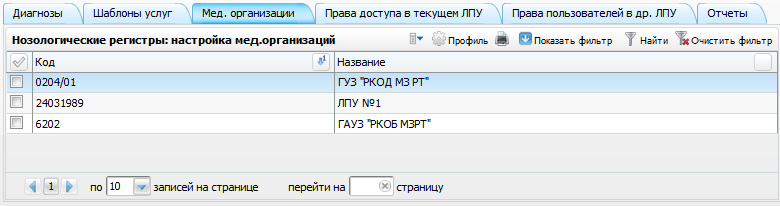 Диагнозы Шаблоны услуг Мед. организации Права доступа в текущем ЛПУ Права пользователей в др. ЛПУ Отчеты
Нозологические регистры: настройка мед.организаций Профиль Показать фильтр Найти Очистить фильтр
Код Название
0204/01 ГУЗ "РКОД МЗ РТ"
24031989 ЛПУ №1
6202 ГАУЗ "РКОБ МЗРТ"
1 по 10 записей на странице перейти на страницу